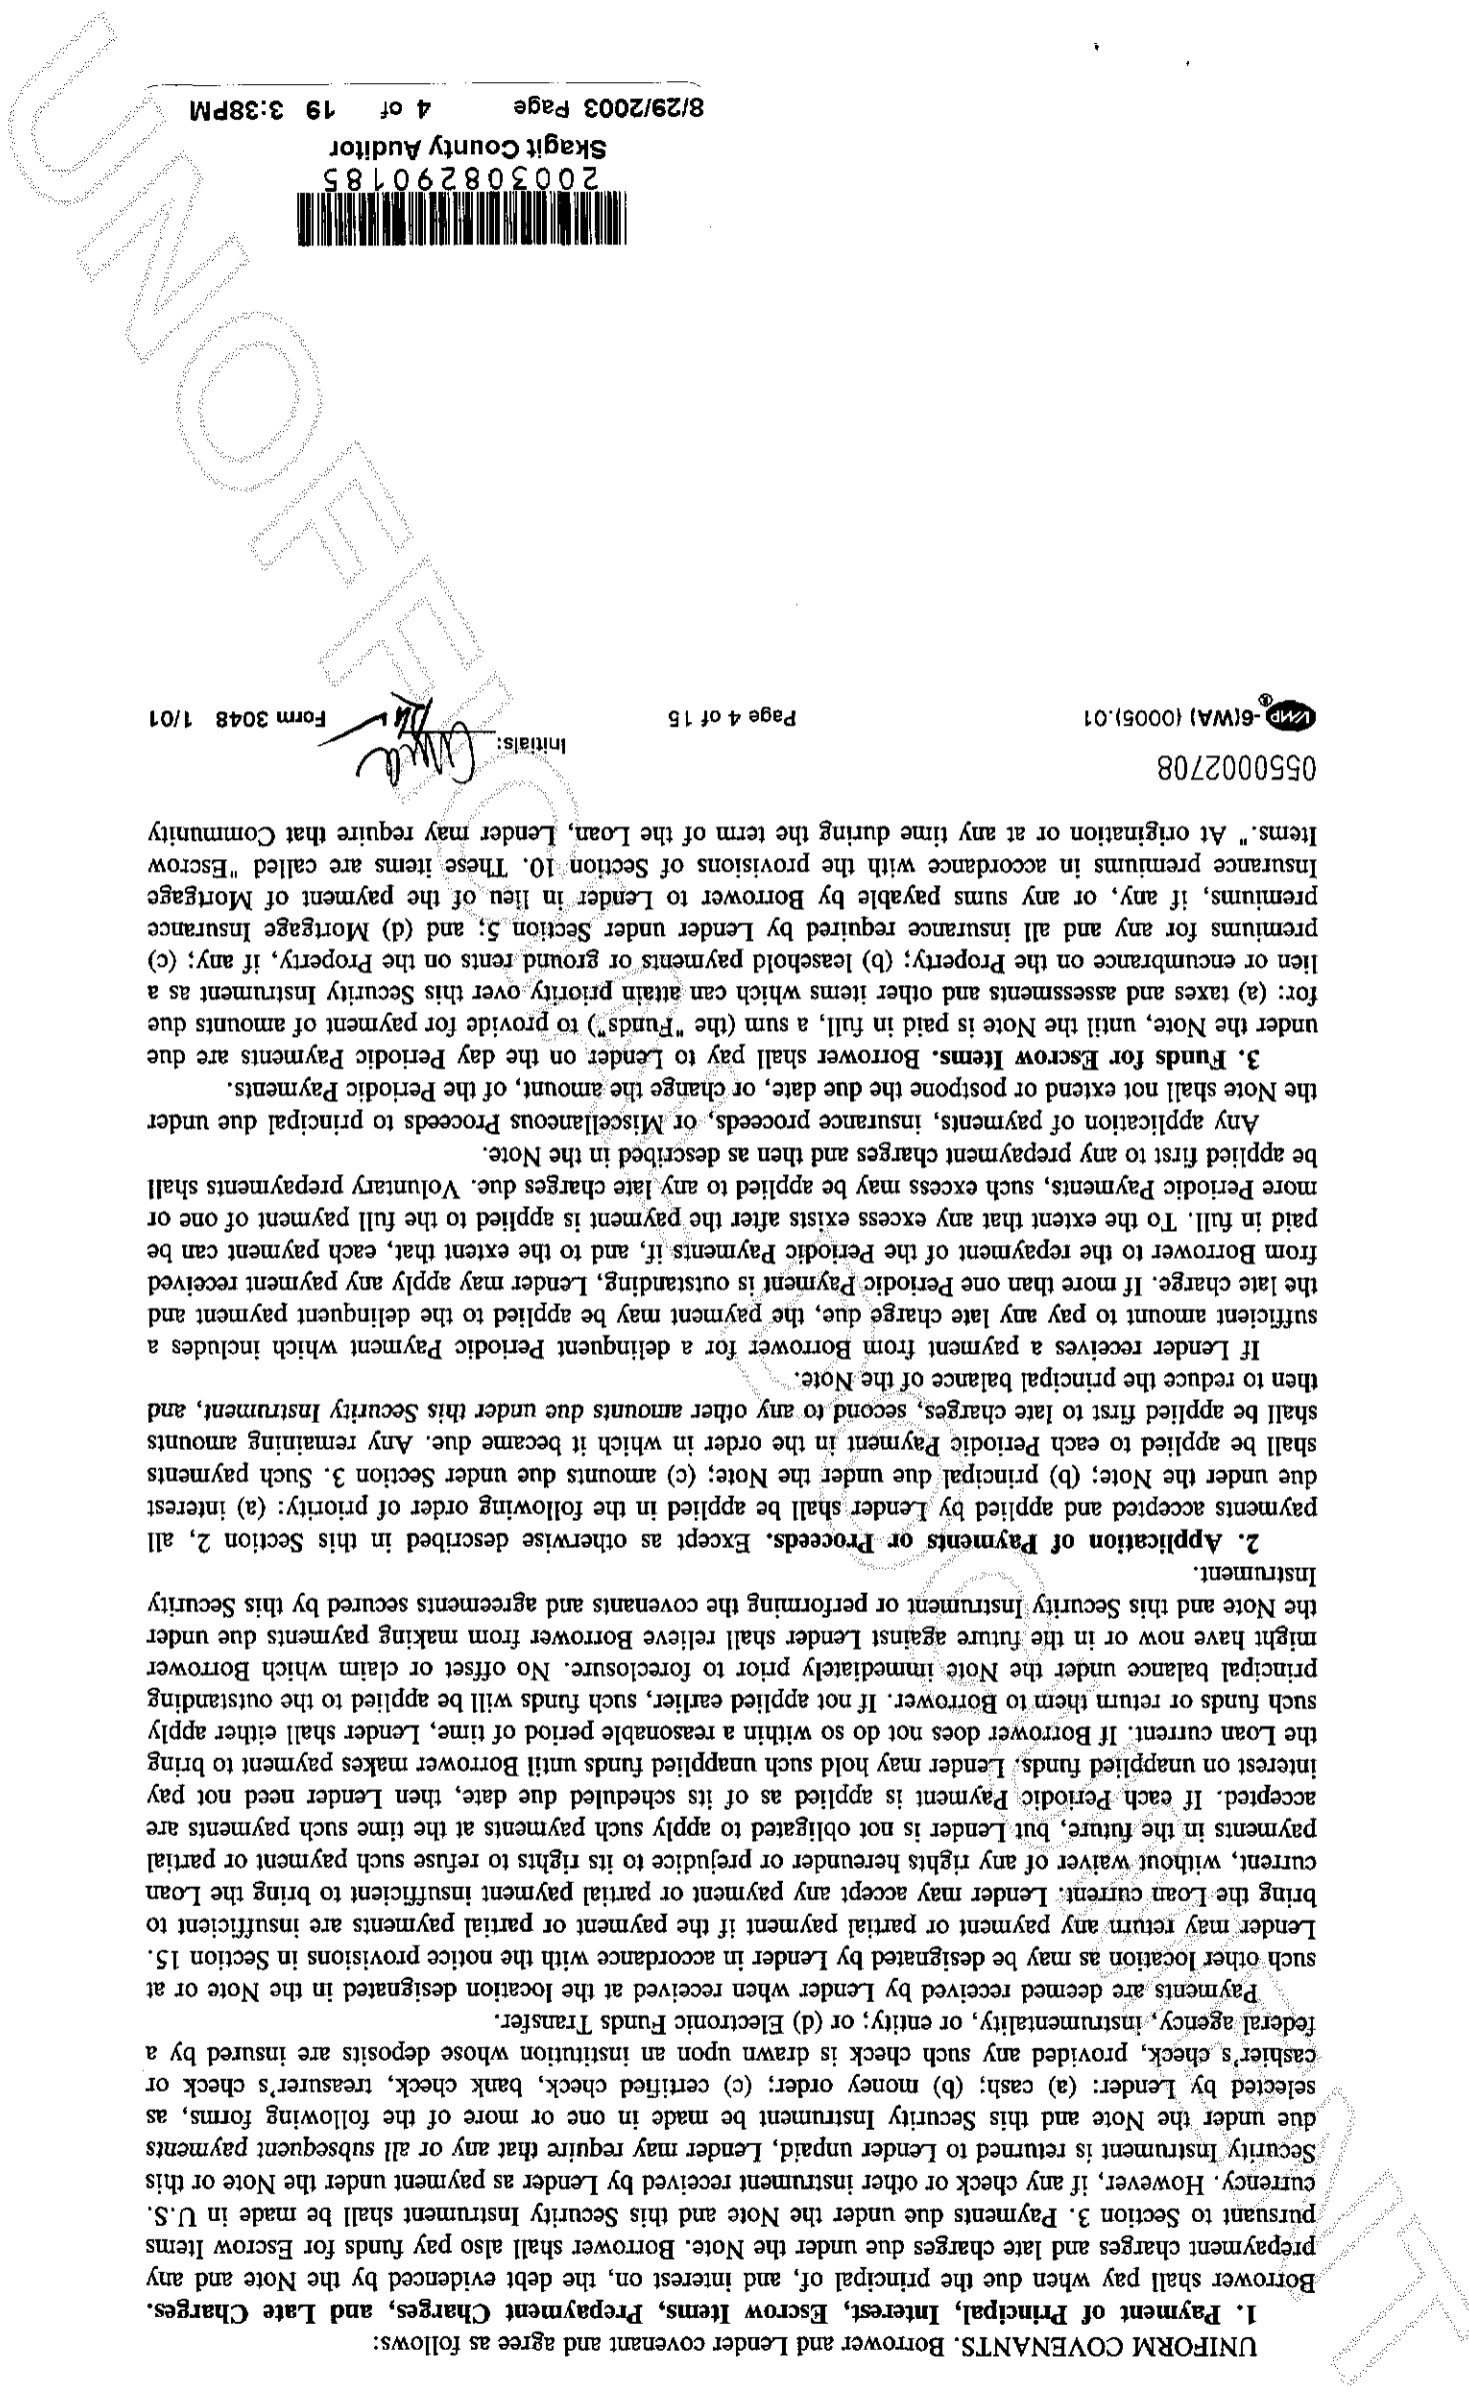 UNIFORM COVENANTS. Borrower and Lender covenant and agree as follows:
1. Payment of Principal, Interest, Escrow Items, Prepayment Charges, and Late Charges.
Borrower shall pay when due the principal of, and interest on, the debt evidenced by the Note and any
prepayment charges and late charges due under the Note. Borrower shall also pay funds for Escrow Items
pursuant to Section 3. Payments due under the Note and this Security Instrument shall be made in U.S.
currency. However, if any check or other instrument received by Lender as payment under the Note or this
Security Instrument is returned to Lender unpaid, Lender may require that any or all subsequent payments
due under the Note and this Security Instrument be made in one or more of the following forms, as
selected by Lender: (a) cash; (b) money order; (c) certified check, bank check, treasurer's check or
cashier's check, provided any such check is drawn upon an institution whose deposits are insured by a
federal agency, instrumentality, or entity; or (d) Electronic Funds Transfer.
Payments are deemed received by Lender when received at the location designated in the Note or at
such other location as may be designated by Lender in accordance with the notice provisions in Section 15.
Lender may return any payment or partial payment if the payment or partial payments are insufficient to
bring the Loan current. Lender may accept any payment or partial payment insufficient to bring the Loan
current, without waiver of any rights hereunder or prejudice to its rights to refuse such payment or partial
payments in the future, but Lender is not obligated to apply such payments at the time such payments are
accepted. If each Periodic Payment is applied as of its scheduled due date, then Lender need not pay
interest on unapplied funds. Lender may hold such unapplied funds until Borrower makes payment to bring
the Loan current. If Borrower does not do so within a reasonable period of time, Lender shall either apply
such funds or return them to Borrower. If not applied earlier, such funds will be applied to the outstanding
principal balance under the Note immediately prior to foreclosure. No offset or claim which Borrower
might have now or in the future against Lender shall relieve Borrower from making payments due under
the Note and this Security Instrument or performing the covenants and agreements secured by this Security
Instrument.
2. Application of Payments or Proceeds. Except as otherwise described in this Section 2, all
payments accepted and applied by Lender shall be applied in the following order of priority: (a) interest
due under the Note; (b) principal due under the Note; (c) amounts due under Section 3. Such payments
shall be applied to each Periodic Payment in the order in which it became due. Any remaining amounts
shall be applied first to late charges, second to any other amounts due under this Security Instrument, and
then to reduce the principal balance of the Note.
If Lender receives a payment from Borrower for a delinquent Periodic Payment which includes a
sufficient amount to pay any late charge due, the payment may be applied to the delinquent payment and
the late charge. If more than one Periodic Payment is outstanding, Lender may apply any payment received
from Borrower to the repayment of the Periodic Payments if, and to the extent that, each payment can be
paid in full. To the extent that any excess exists after the payment is applied to the full payment of one or
more Periodic Payments, such excess may be applied to any late charges due. Voluntary prepayments shall
be applied first to any prepayment charges and then as described in the Note.
Any application of payments, insurance proceeds, or Miscellaneous Proceeds to principal due under
the Note shall not extend or postpone the due date, or change the amount, of the Periodic Payments.
3. Funds for Escrow Items. Borrower shall pay to Lender on the day Periodic Payments are due
under the Note, until the Note is paid in full, a sum (the "Funds") to provide for payment of amounts due
for: (a) taxes and assessments and other items which can attain priority over this Security Instrument as a
lien or encumbrance on the Property; (b) leasehold payments or ground rents on the Property, if any; (c)
premiums for any and all insurance required by Lender under Section 5; and (d) Mortgage Insurance
premiums, if any, or any sums payable by Borrower to Lender in lieu of the payment of Mortgage
Insurance premiums in accordance with the provisions of Section 10. These items are called "Escrow
Items." At origination or at any time during the term of the Loan, Lender may require that Community
0550002708
Initials:
VMP®-6(WA) (0005).01 Page 4 of 15 Form 3048 1/01
200308290185
Skagit County Auditor
8/29/2003 Page 4 of 19 3:38PM
UNOFFICIAL DOCUMENT